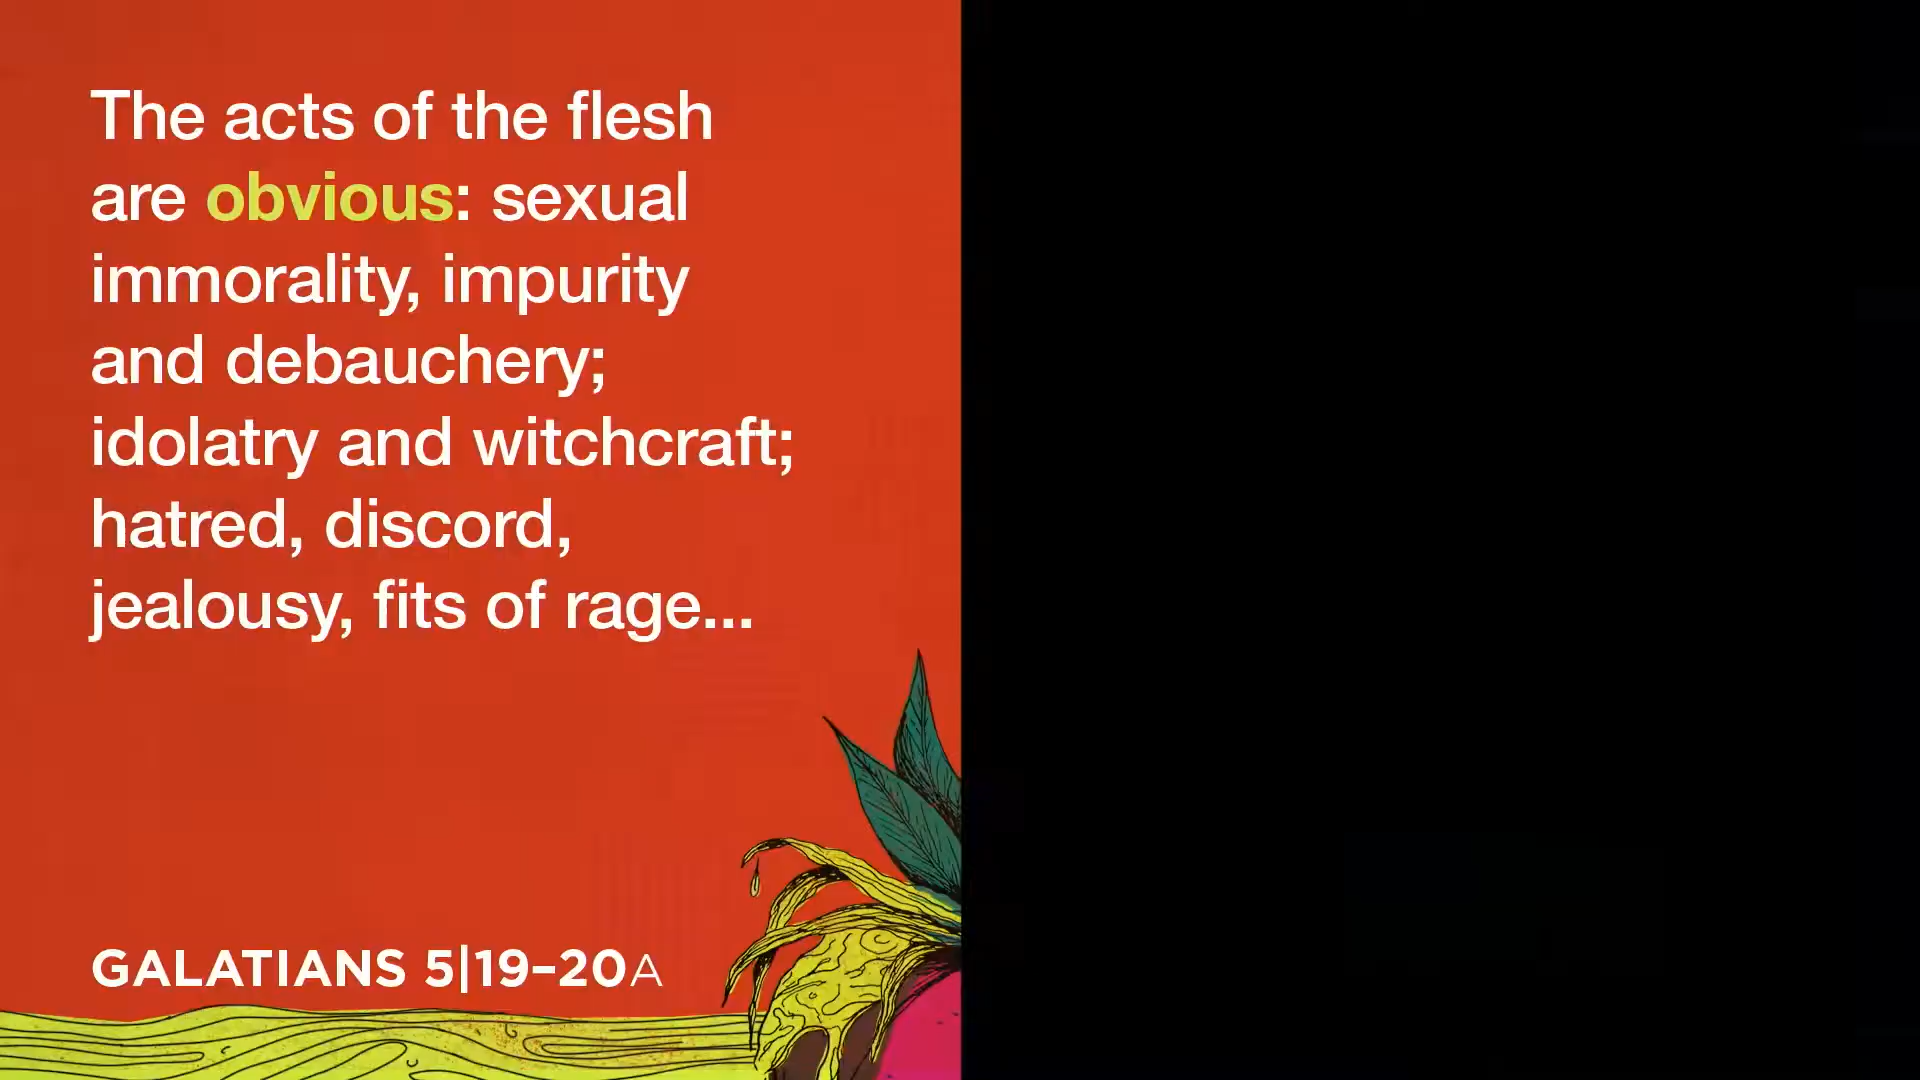 The acts of the flesh
are obvious: sexual
immorality, impurity
and debauchery;
idolatry and witchcraft;
hatred, discord,
jealousy, fits of rage...
GALATIANS 5|19–20A